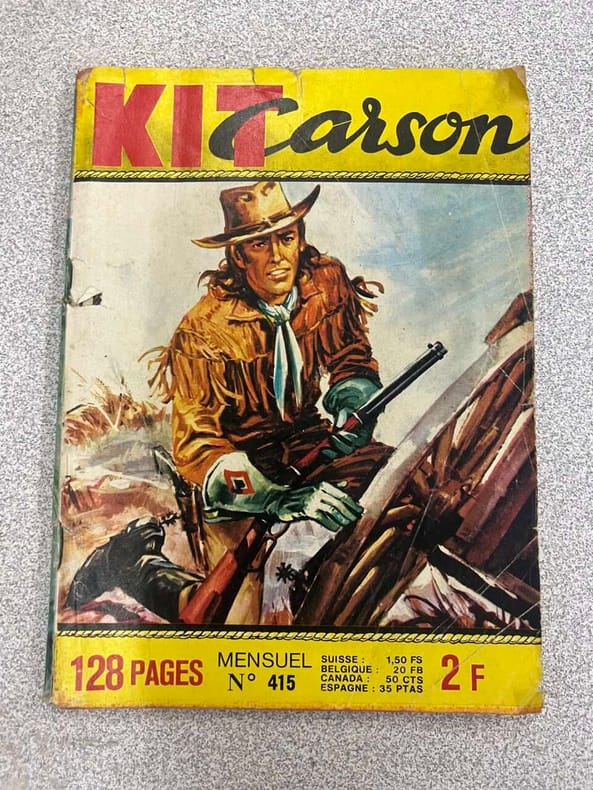 KIT Carson
128 PAGES
MENSUEL
N° 415
SUISSE : 1,50 FS
BELGIQUE : 20 FB
CANADA : 50 CTS
ESPAGNE : 35 PTAS
2 F